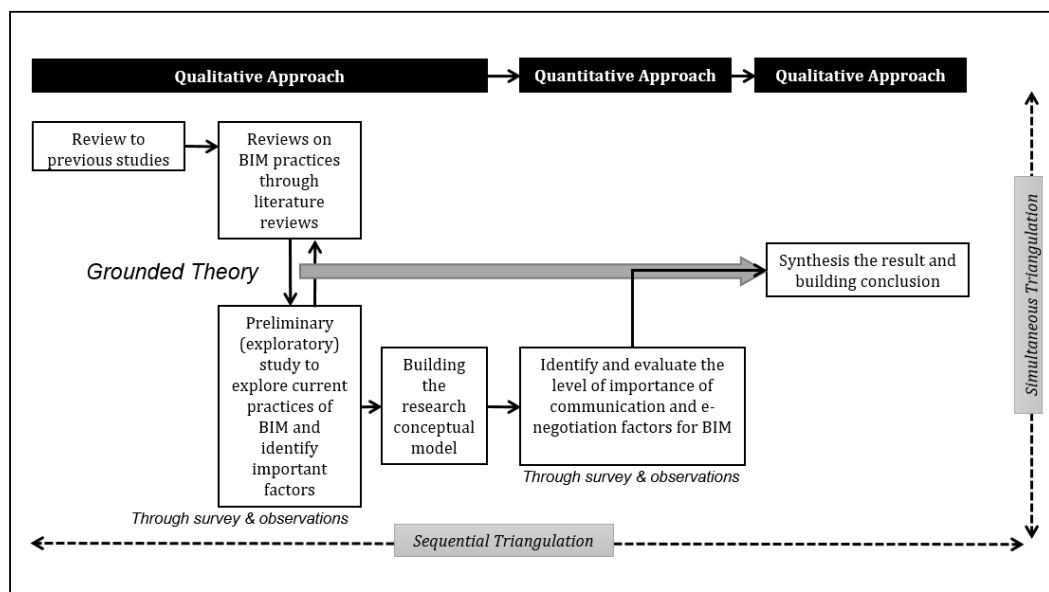 Qualitative Approach
Quantitative Approach
Qualitative Approach
Review to
previous studies
Reviews on
BIM practices
through
literature
reviews
Grounded Theory
Synthesis the result and
building conclusion
Preliminary
(exploratory)
study to
explore current
practices of
BIM and
identify
important
factors
Building
the
research
conceptual
model
Identify and evaluate the
level of importance of
communication and e-
negotiation factors for BIM
Through survey & observations
Through survey & observations
Sequential Triangulation
Simultaneous Triangulation